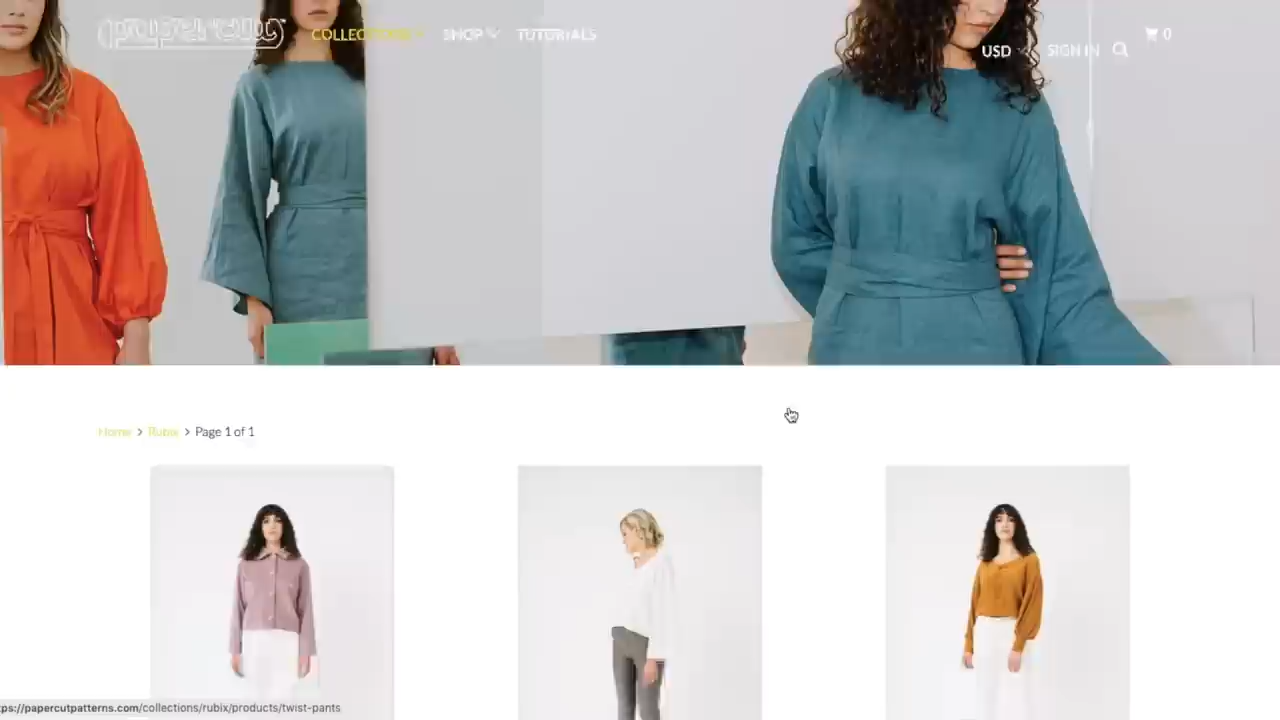 papercut
COLLECTIONS SHOP TUTORIALS
USD SIGN IN
0
Home > Rubix > Page 1 of 1
ps://papercutpatterns.com/collections/rubix/products/twist-pants